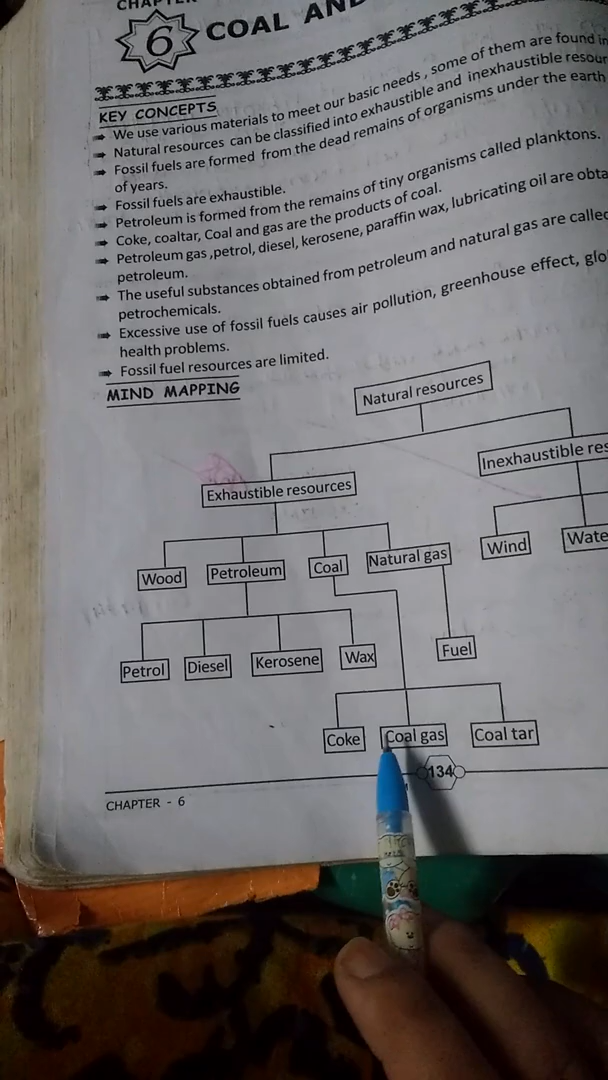 6 COAL AN
KEY CONCEPTS
We use various materials to meet our basic needs , some of them are found in
Natural resources can be classified into exhaustible and inexhaustible resour
Fossil fuels are formed from the dead remains of organisms under the earth
of years.
Fossil fuels are exhaustible.
Petroleum is formed from the remains of tiny organisms called planktons.
Coke, coaltar, Coal and gas are the products of coal.
Petroleum gas ,petrol, diesel, kerosene, paraffin wax, lubricating oil are obta
petroleum.
The useful substances obtained from petroleum and natural gas are called
petrochemicals.
Excessive use of fossil fuels causes air pollution, greenhouse effect, glo
health problems.
Fossil fuel resources are limited.
MIND MAPPING
Natural resources
Exhaustible resources Inexhaustible res
Wood Petroleum Coal Natural gas Wind Wate
Petrol Diesel Kerosene Wax Fuel
Coke Coal gas Coal tar
134
CHAPTER - 6